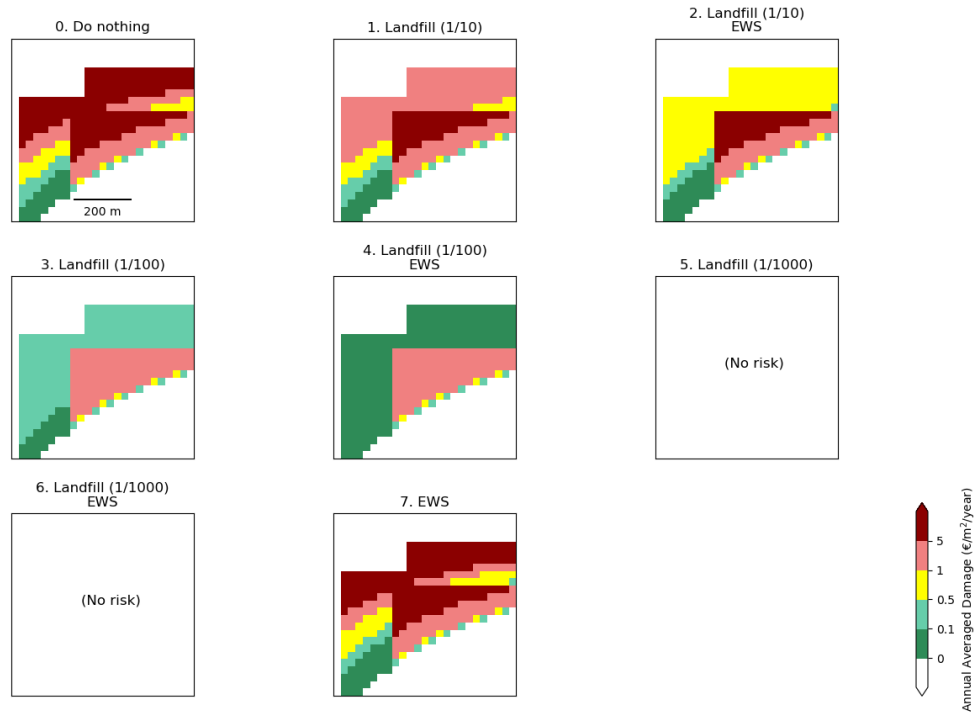 0. Do nothing
1. Landfill (1/10)
2. Landfill (1/10)
EWS
200 m
3. Landfill (1/100)
4. Landfill (1/100)
EWS
5. Landfill (1/1000)
(No risk)
6. Landfill (1/1000)
EWS
(No risk)
7. EWS
5
1
0.5
0.1
0
Annual Averaged Damage (€/m²/year)